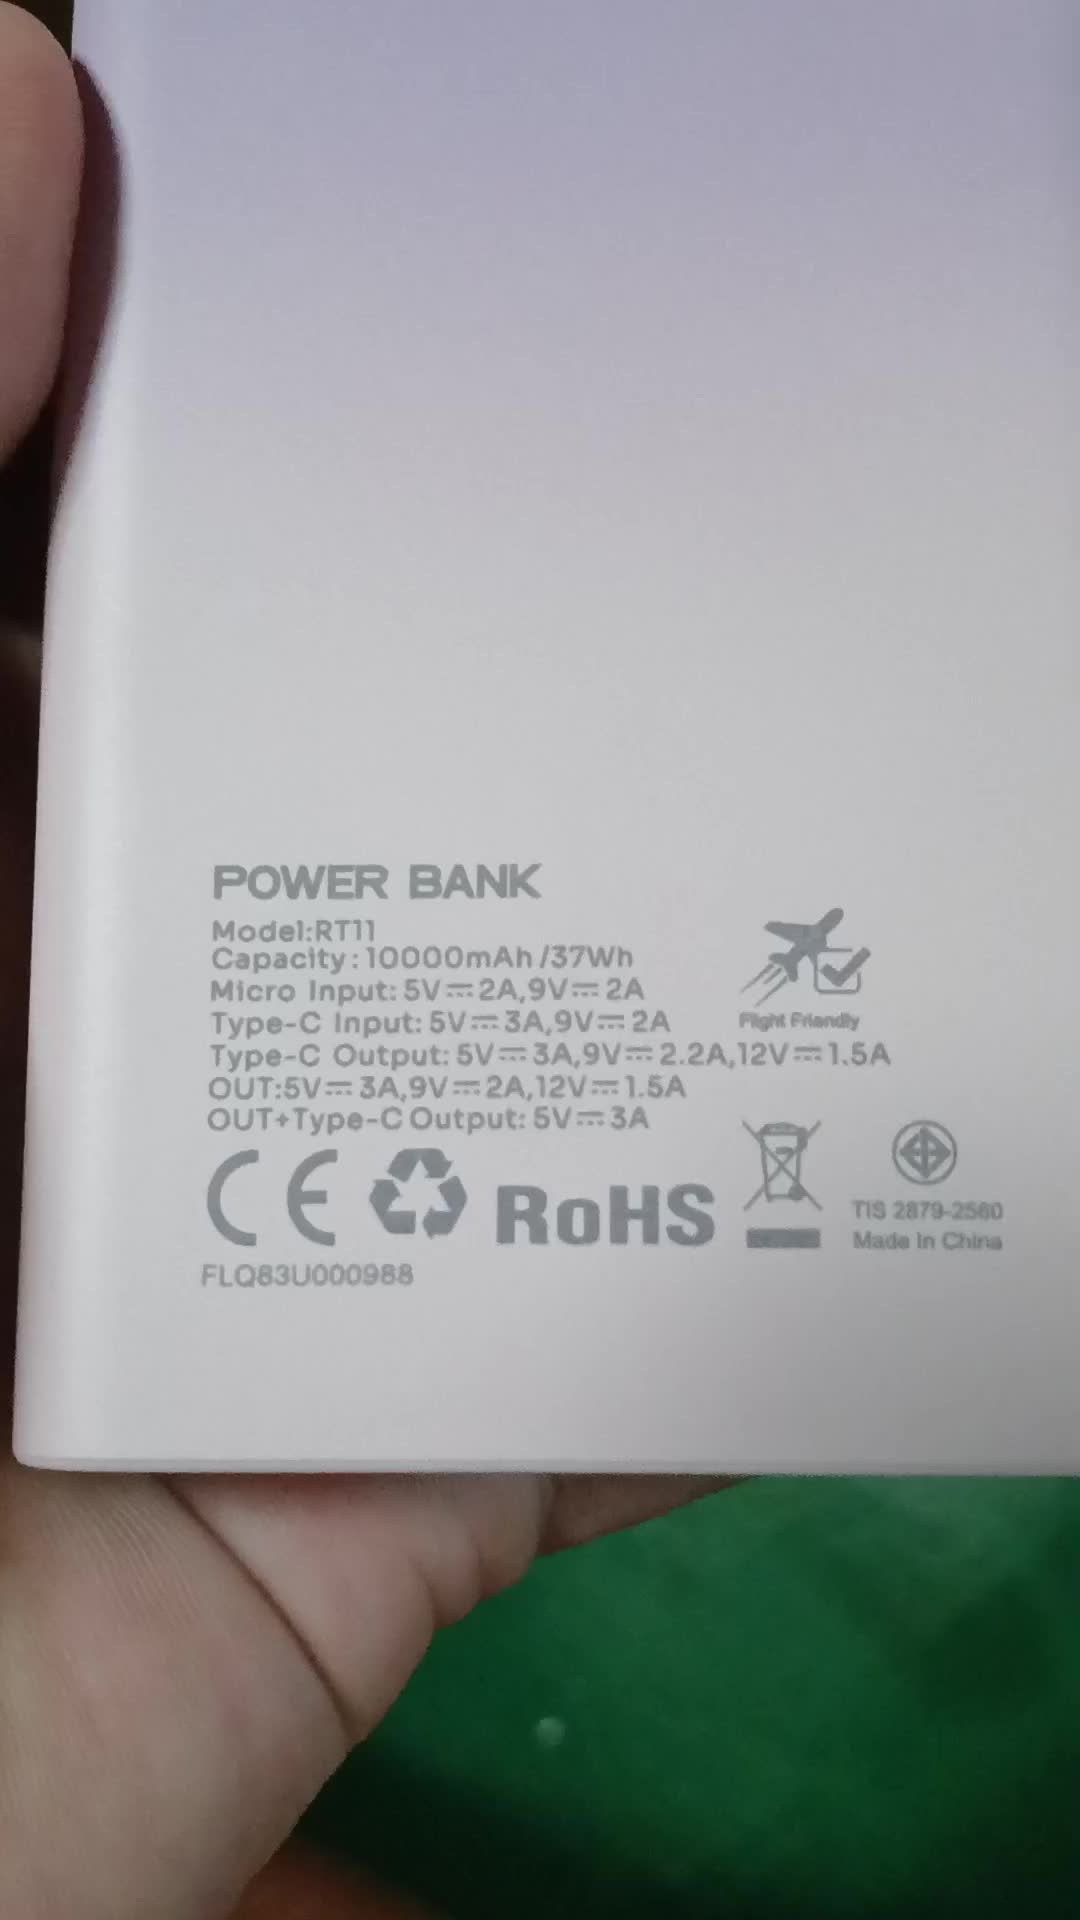 POWER BANK
Model:RT11
Capacity:10000mAh/37Wh
Micro Input: 5V⎓2A,9V⎓2A
Type-C Input: 5V⎓3A,9V⎓2A
Flight Friendly
Type-C Output: 5V⎓3A,9V⎓2.2A,12V⎓1.5A
OUT:5V⎓3A,9V⎓2A,12V⎓1.5A
OUT+Type-C Output: 5V⎓3A
CE RoHS
TIS 2879-2560
Made In China
FLQ83U000988